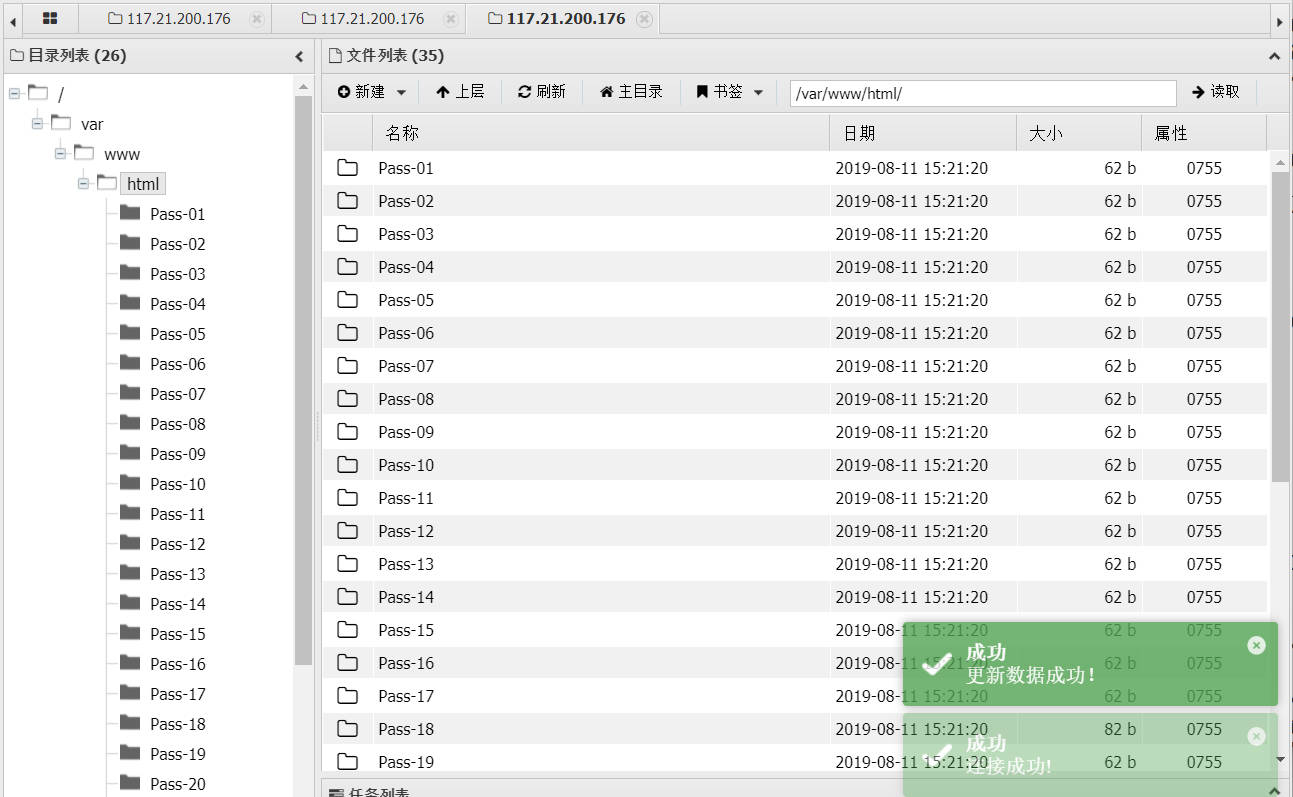 117.21.200.176
117.21.200.176
117.21.200.176
目录列表 (26)
/
var
www
html
Pass-01
Pass-02
Pass-03
Pass-04
Pass-05
Pass-06
Pass-07
Pass-08
Pass-09
Pass-10
Pass-11
Pass-12
Pass-13
Pass-14
Pass-15
Pass-16
Pass-17
Pass-18
Pass-19
Pass-20
文件列表 (35)
新建 上层 刷新 主目录 书签 /var/www/html/ 读取
名称 日期 大小 属性
Pass-01 2019-08-11 15:21:20 62 b 0755
Pass-02 2019-08-11 15:21:20 62 b 0755
Pass-03 2019-08-11 15:21:20 62 b 0755
Pass-04 2019-08-11 15:21:20 62 b 0755
Pass-05 2019-08-11 15:21:20 62 b 0755
Pass-06 2019-08-11 15:21:20 62 b 0755
Pass-07 2019-08-11 15:21:20 62 b 0755
Pass-08 2019-08-11 15:21:20 62 b 0755
Pass-09 2019-08-11 15:21:20 62 b 0755
Pass-10 2019-08-11 15:21:20 62 b 0755
Pass-11 2019-08-11 15:21:20 62 b 0755
Pass-12 2019-08-11 15:21:20 62 b 0755
Pass-13 2019-08-11 15:21:20 62 b 0755
Pass-14 2019-08-11 15:21:20 62 b 0755
Pass-15 2019-08-11 15:21:20 62 b 0755
Pass-16 2019-08-11 15:21:20 62 b 0755
Pass-17 2019-08-11 15:21:20 62 b 0755
Pass-18 2019-08-11 15:21:20 82 b 0755
Pass-19 2019-08-11 15:21:20 62 b 0755
成功
更新数据成功!
成功
连接成功!
任务列表